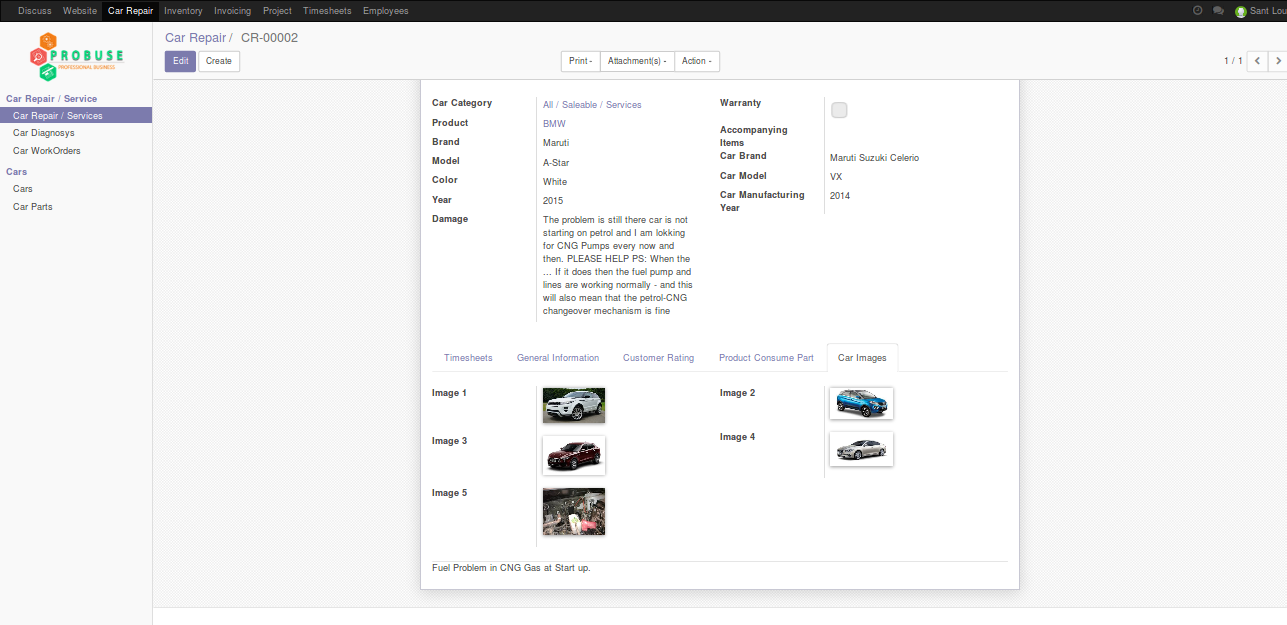 Discuss Website Car Repair Inventory Invoicing Project Timesheets Employees Sant Lou
PROBUSE
PROFESSIONAL BUSINESS
Car Repair / Service
Car Repair / Services
Car Diagnosys
Car WorkOrders
Cars
Cars
Car Parts
Car Repair / CR-00002
Edit Create Print Attachment(s) Action 1 / 1
Car Category All / Saleable / Services
Product BMW
Brand Maruti
Model A-Star
Color White
Year 2015
Damage The problem is still there car is not
starting on petrol and I am lokking
for CNG Pumps every now and
then. PLEASE HELP PS: When the
... If it does then the fuel pump and
lines are working normally - and this
will also mean that the petrol-CNG
changeover mechanism is fine
Warranty
Accompanying
Items
Car Brand Maruti Suzuki Celerio
Car Model VX
Car Manufacturing 2014
Year
Timesheets General Information Customer Rating Product Consume Part Car Images
Image 1 Image 2
Image 3 Image 4
Image 5
Fuel Problem in CNG Gas at Start up.